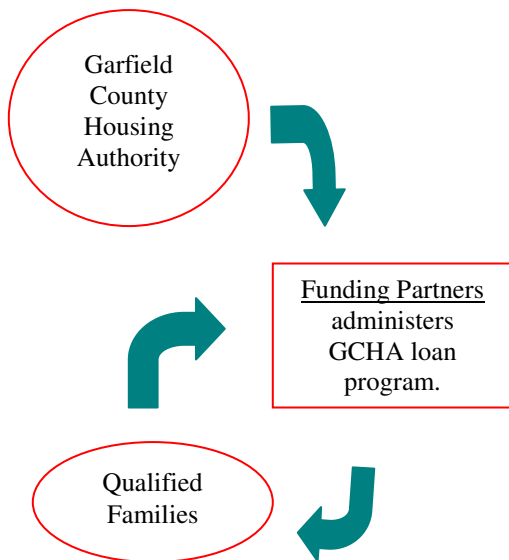 Garfield
County
Housing
Authority
Funding Partners
administers
GCHA loan
program.
Qualified
Families